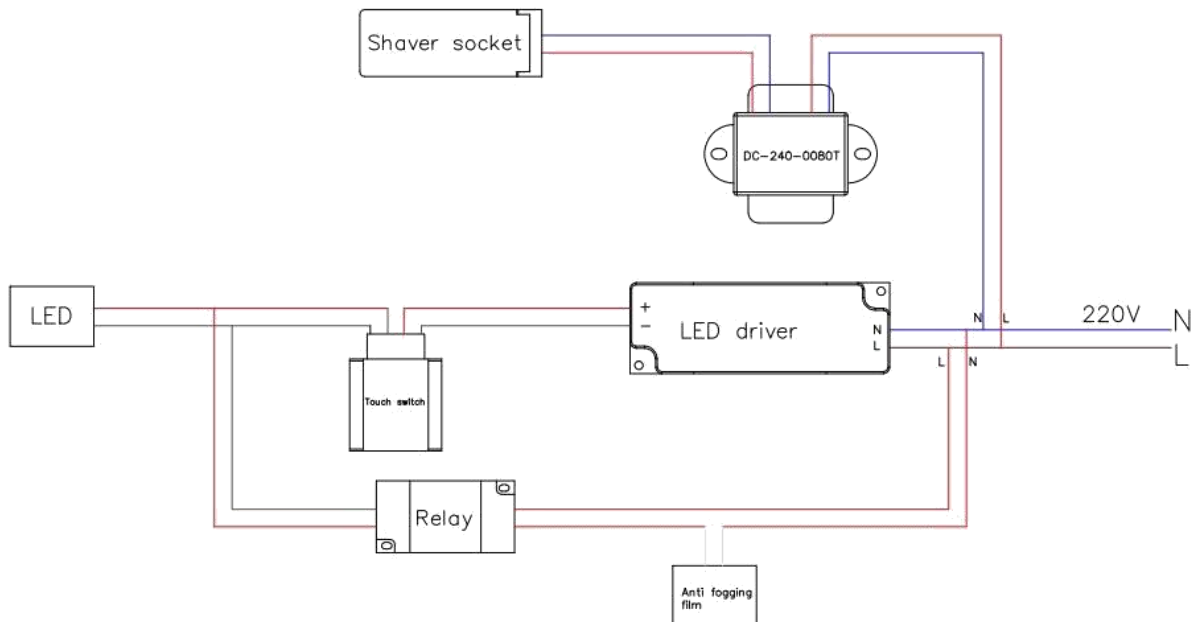 Shaver socket
DC-240-0080T
LED
+
-
LED driver
N
L
N
L
220V
N
L
L
N
Touch switch
Relay
Anti fogging
film